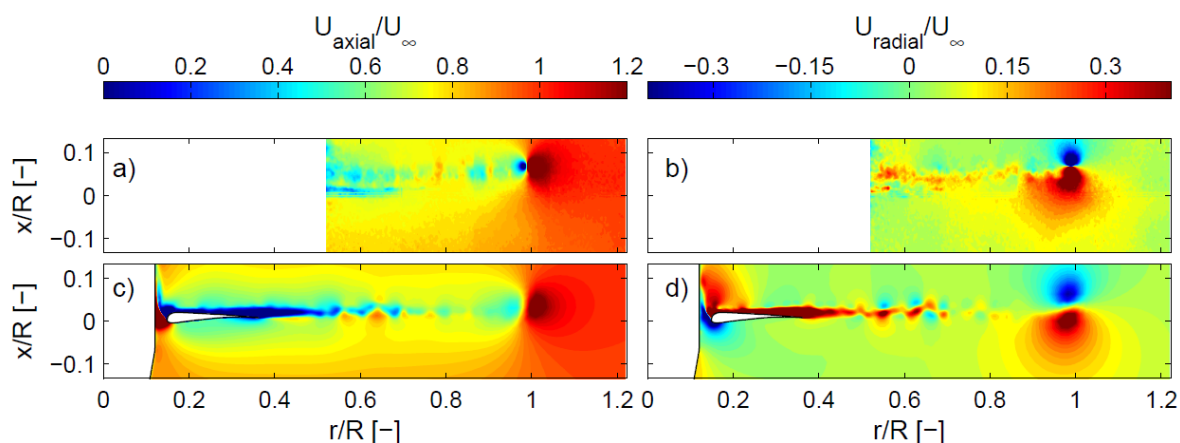 U_axial/U_∞
U_radial/U_∞
0 0.2 0.4 0.6 0.8 1 1.2
−0.3 −0.15 0 0.15 0.3
x/R [-]
0.1
0
−0.1
a)
b)
x/R [-]
0.1
0
−0.1
c)
d)
0 0.2 0.4 0.6 0.8 1 1.2
0 0.2 0.4 0.6 0.8 1 1.2
r/R [−]
r/R [−]